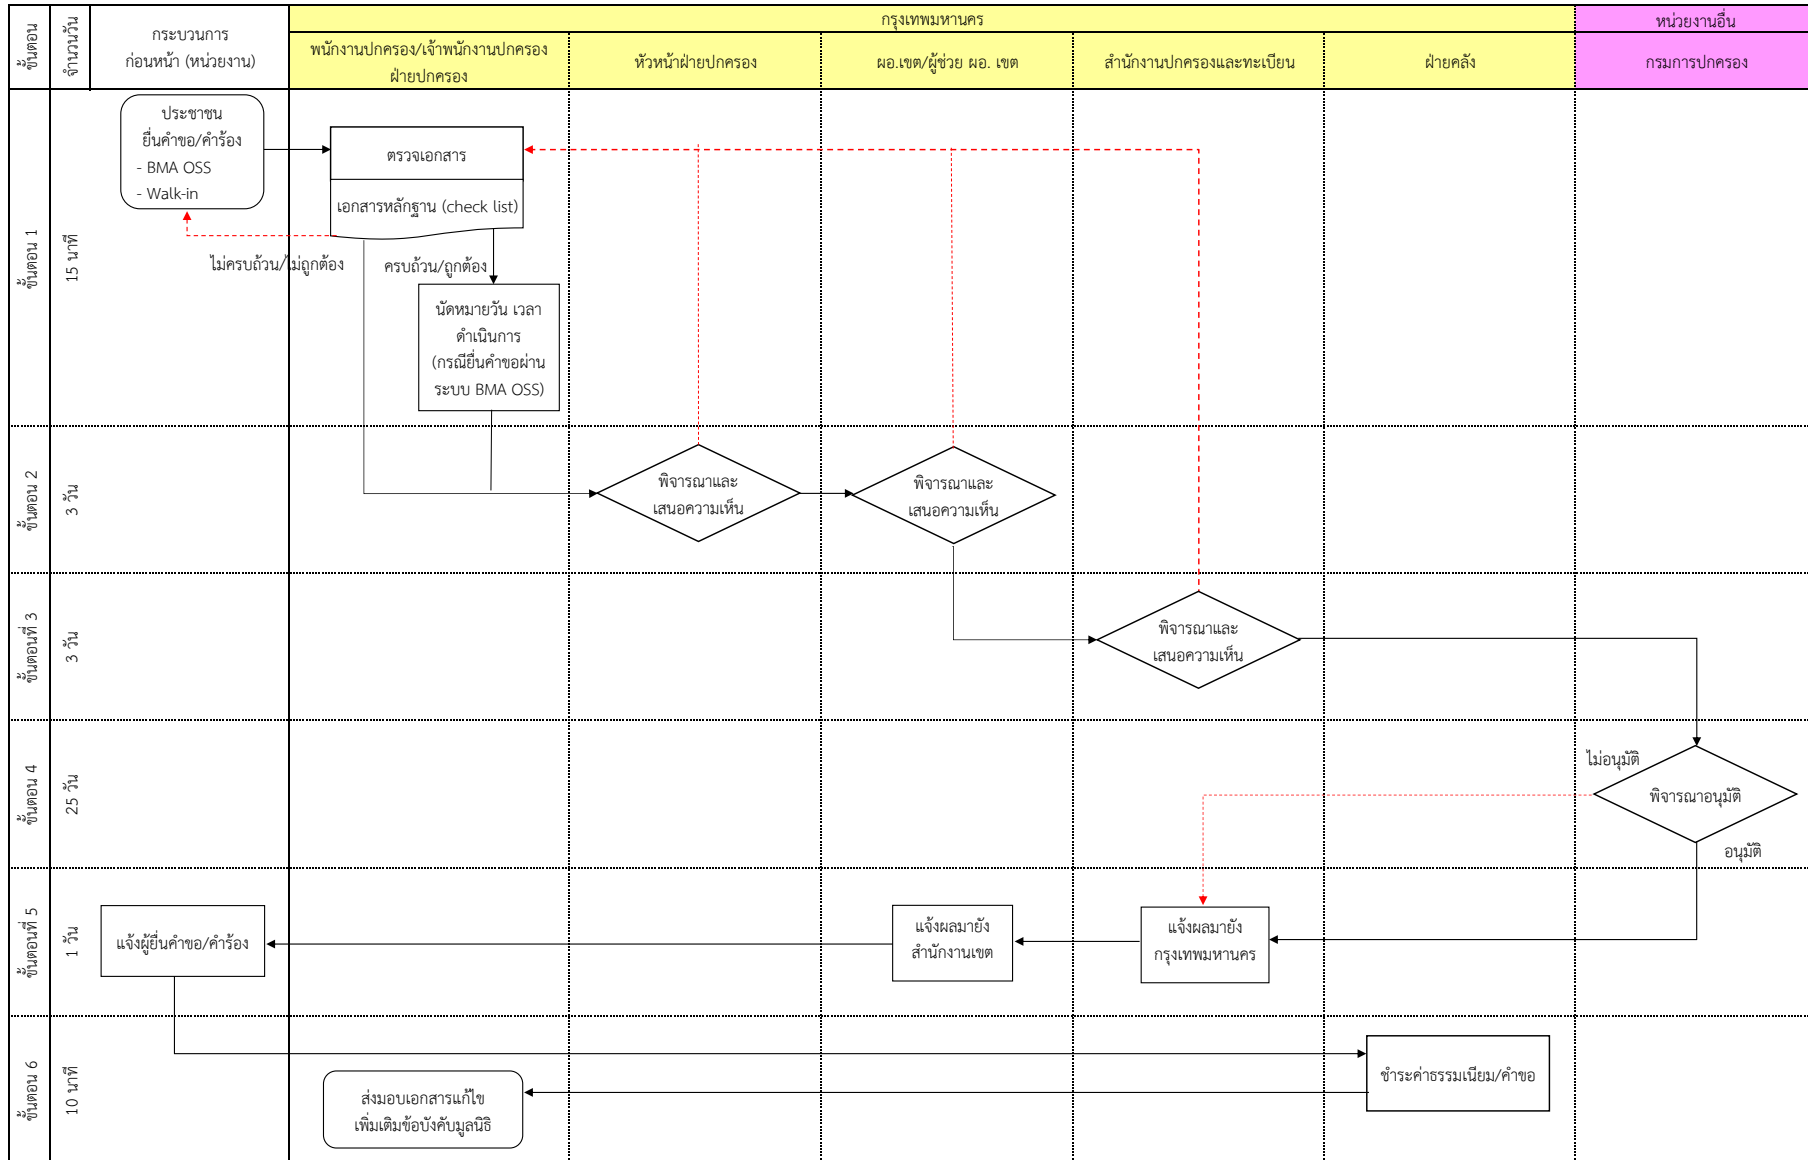 ขั้นตอน
จำนวนวัน
กระบวนการ
ก่อนหน้า (หน่วยงาน)
กรุงเทพมหานคร
หน่วยงานอื่น
พนักงานปกครอง/เจ้าพนักงานปกครอง
ฝ่ายปกครอง
หัวหน้าฝ่ายปกครอง
ผอ.เขต/ผู้ช่วย ผอ. เขต
สำนักงานปกครองและทะเบียน
ฝ่ายคลัง
กรมการปกครอง
ขั้นตอน 1
15 นาที
ประชาชน
ยื่นคำขอ/คำร้อง
- BMA OSS
- Walk-in
ตรวจเอกสาร
เอกสารหลักฐาน (check list)
ไม่ครบถ้วน/ไม่ถูกต้อง
ครบถ้วน/ถูกต้อง
นัดหมายวัน เวลา
ดำเนินการ
(กรณียื่นคำขอผ่าน
ระบบ BMA OSS)
ขั้นตอน 2
3 วัน
พิจารณาและ
เสนอความเห็น
พิจารณาและ
เสนอความเห็น
ขั้นตอนที่ 3
3 วัน
พิจารณาและ
เสนอความเห็น
ขั้นตอน 4
25 วัน
ไม่อนุมัติ
พิจารณาอนุมัติ
อนุมัติ
ขั้นตอนที่ 5
1 วัน
แจ้งผู้ยื่นคำขอ/คำร้อง
แจ้งผลมายัง
สำนักงานเขต
แจ้งผลมายัง
กรุงเทพมหานคร
ขั้นตอน 6
10 นาที
ส่งมอบเอกสารแก้ไข
เพิ่มเติมข้อบังคับมูลนิธิ
ชำระค่าธรรมเนียม/คำขอ